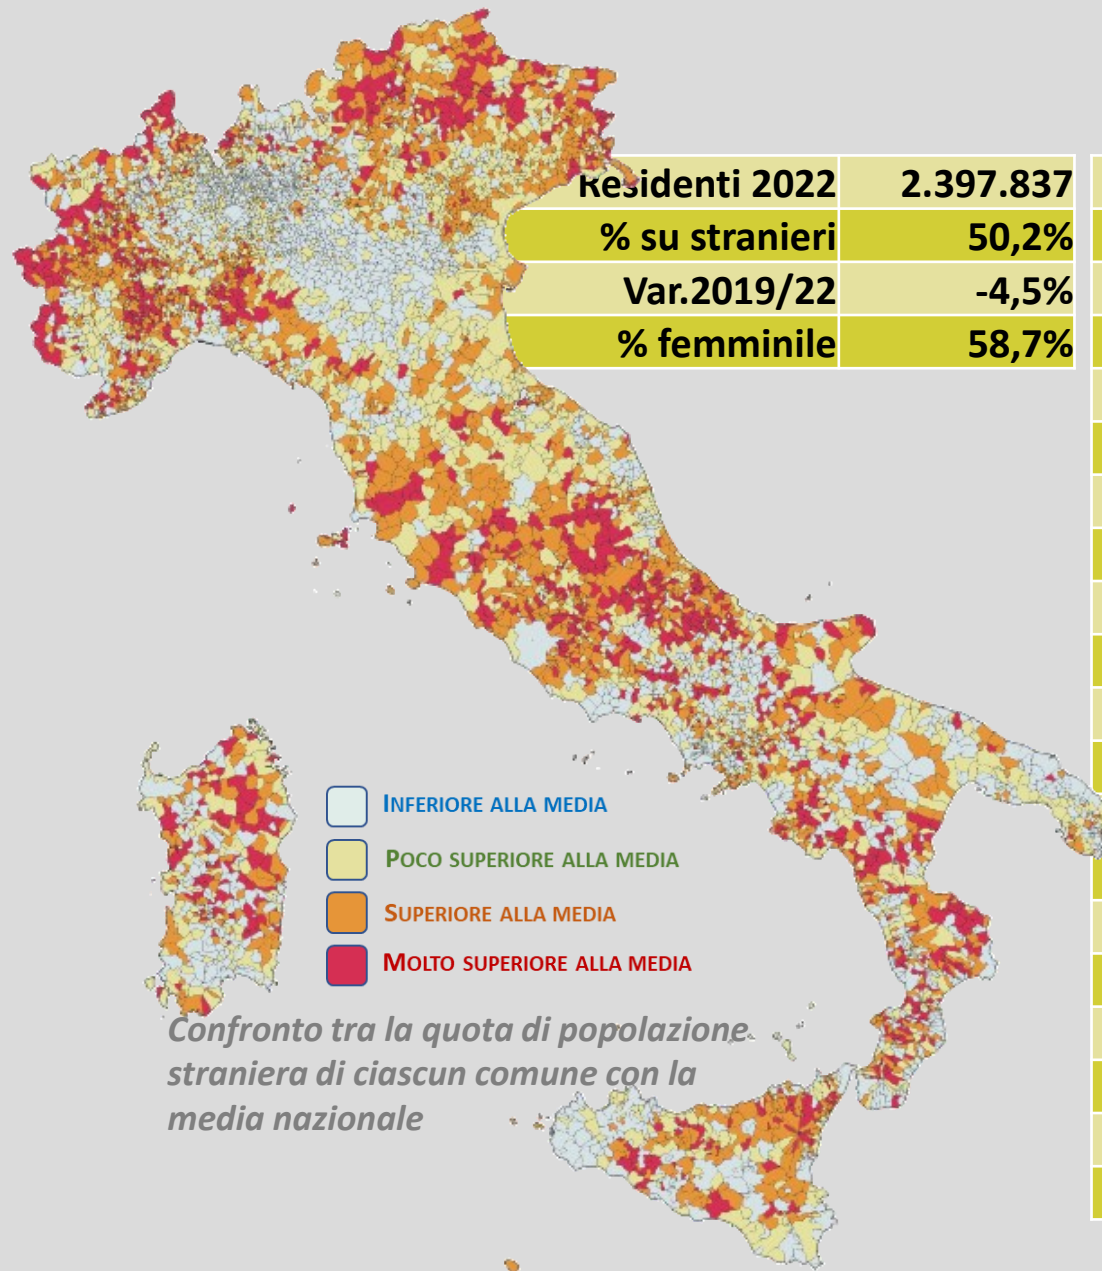 Residenti 2022 2.397.837
% su stranieri 50,2%
Var.2019/22 -4,5%
% femminile 58,7%
INFERIORE ALLA MEDIA
POCO SUPERIORE ALLA MEDIA
SUPERIORE ALLA MEDIA
MOLTO SUPERIORE ALLA MEDIA
Confronto tra la quota di popolazione
straniera di ciascun comune con la
media nazionale